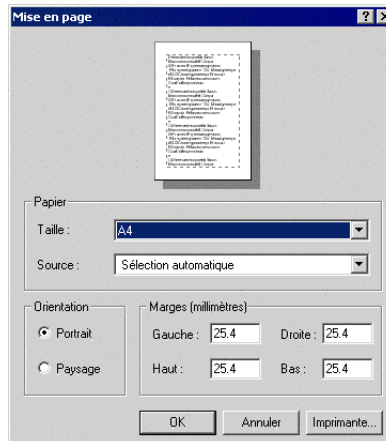 Mise en page
Papier
Taille : A4
Source : Sélection automatique
Orientation
Portrait
Paysage
Marges (millimètres)
Gauche : 25.4 Droite : 25.4
Haut : 25.4 Bas : 25.4
OK Annuler Imprimante...